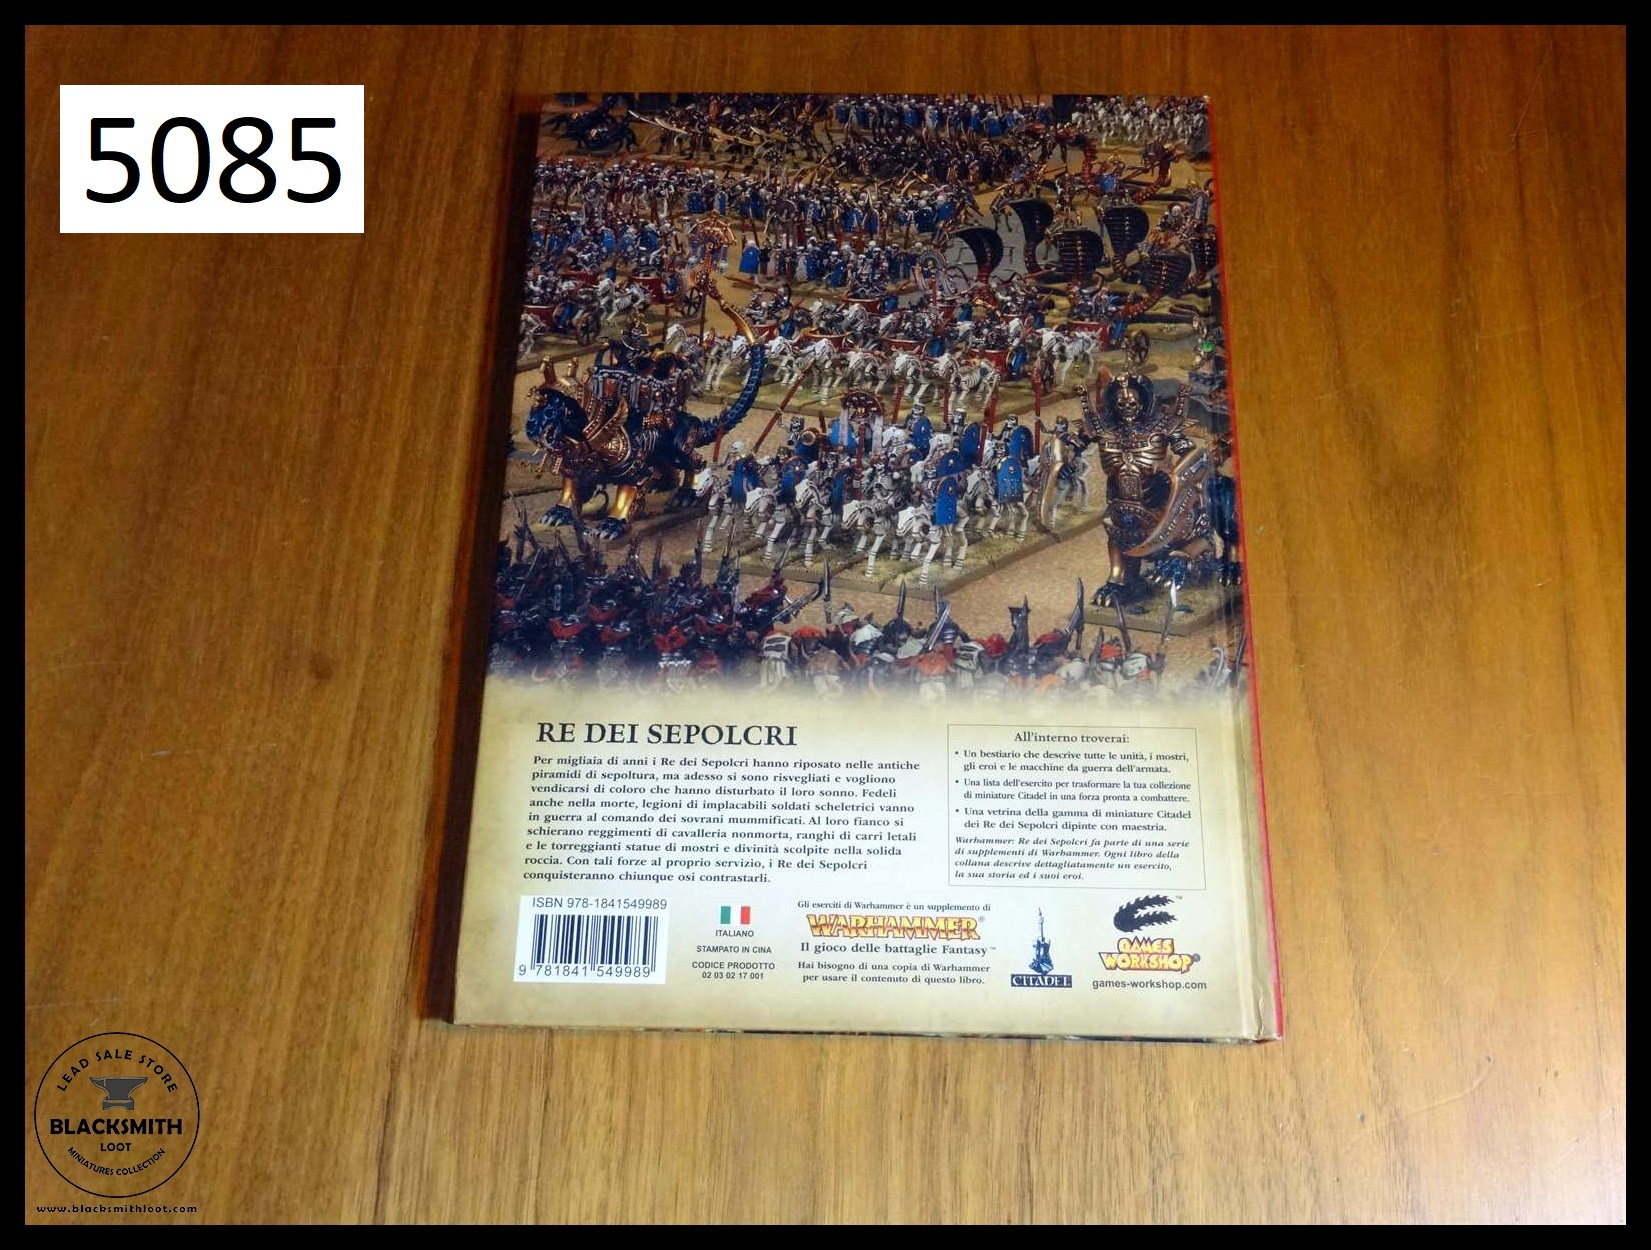 5085
RE DEI SEPOLCRI
Per migliaia di anni i Re dei Sepolcri hanno riposato nelle antiche
piramidi di sepoltura, ma adesso si sono risvegliati e vogliono
vendicarsi di coloro che hanno disturbato il loro sonno. Fedeli
anche nella morte, legioni di implacabili soldati scheletrici vanno
in guerra al comando dei sovrani mummificati. Al loro fianco si
schierano reggimenti di cavalleria nonmorta, ranghi di carri letali
e le torreggianti statue di mostri e divinità scolpite nella solida
roccia. Con tali forze al proprio servizio, i Re dei Sepolcri
conquisteranno chiunque osi contrastarli.
All'interno troverai:
• Un bestiario che descrive tutte le unità, i mostri,
gli eroi e le macchine da guerra dell'armata.
• Una lista dell'esercito per trasformare la tua collezione
di miniature Citadel in una forza pronta a combattere.
• Una vetrina della gamma di miniature Citadel
dei Re dei Sepolcri dipinte con maestria.
Warhammer: Re dei Sepolcri fa parte di una serie
di supplementi di Warhammer. Ogni libro della
collana descrive dettagliatamente un esercito,
la sua storia ed i suoi eroi.
ISBN 978-1841549989
9 781841 549989
ITALIANO
STAMPATO IN CINA
CODICE PRODOTTO
02 03 02 17 001
Gli eserciti di Warhammer è un supplemento di
WARHAMMER®
Il gioco delle battaglie Fantasy™
Hai bisogno di una copia di Warhammer
per usare il contenuto di questo libro.
CITADEL
™
GAMES
WORKSHOP®
games-workshop.com
LEAD SALE STORE
BLACKSMITH
LOOT
MINIATURES COLLECTION
www.blacksmithloot.com